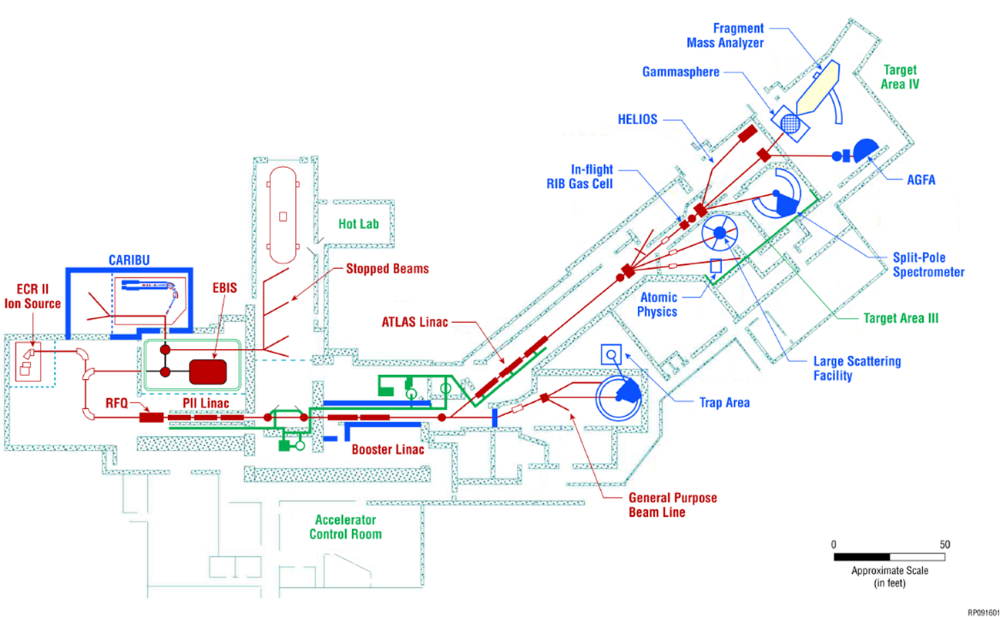 Fragment
Mass Analyzer
Gammasphere
Target
Area IV
HELIOS
In-flight
RIB Gas Cell
AGFA
Hot Lab
CARIBU
Stopped Beams
Split-Pole
Spectrometer
ECR II
Ion Source
EBIS
Atomic
Physics
ATLAS Linac
Target Area III
Large Scattering
Facility
RFQ
PII Linac
Trap Area
Booster Linac
General Purpose
Beam Line
Accelerator
Control Room
0 50
Approximate Scale
(in feet)
RP091601